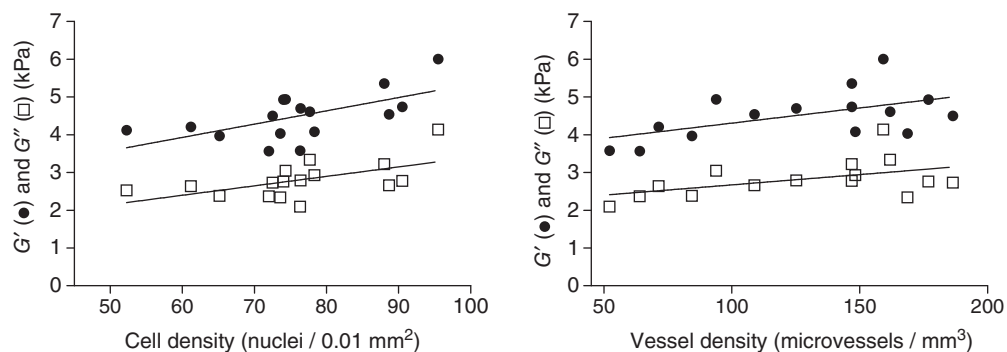 7
6
5
4
3
2
1
0
G′ (●) and G″ (□) (kPa)
50 60 70 80 90 100
Cell density (nuclei / 0.01 mm²)
7
6
5
4
3
2
1
0
G′ (●) and G″ (□) (kPa)
50 100 150 200
Vessel density (microvessels / mm³)